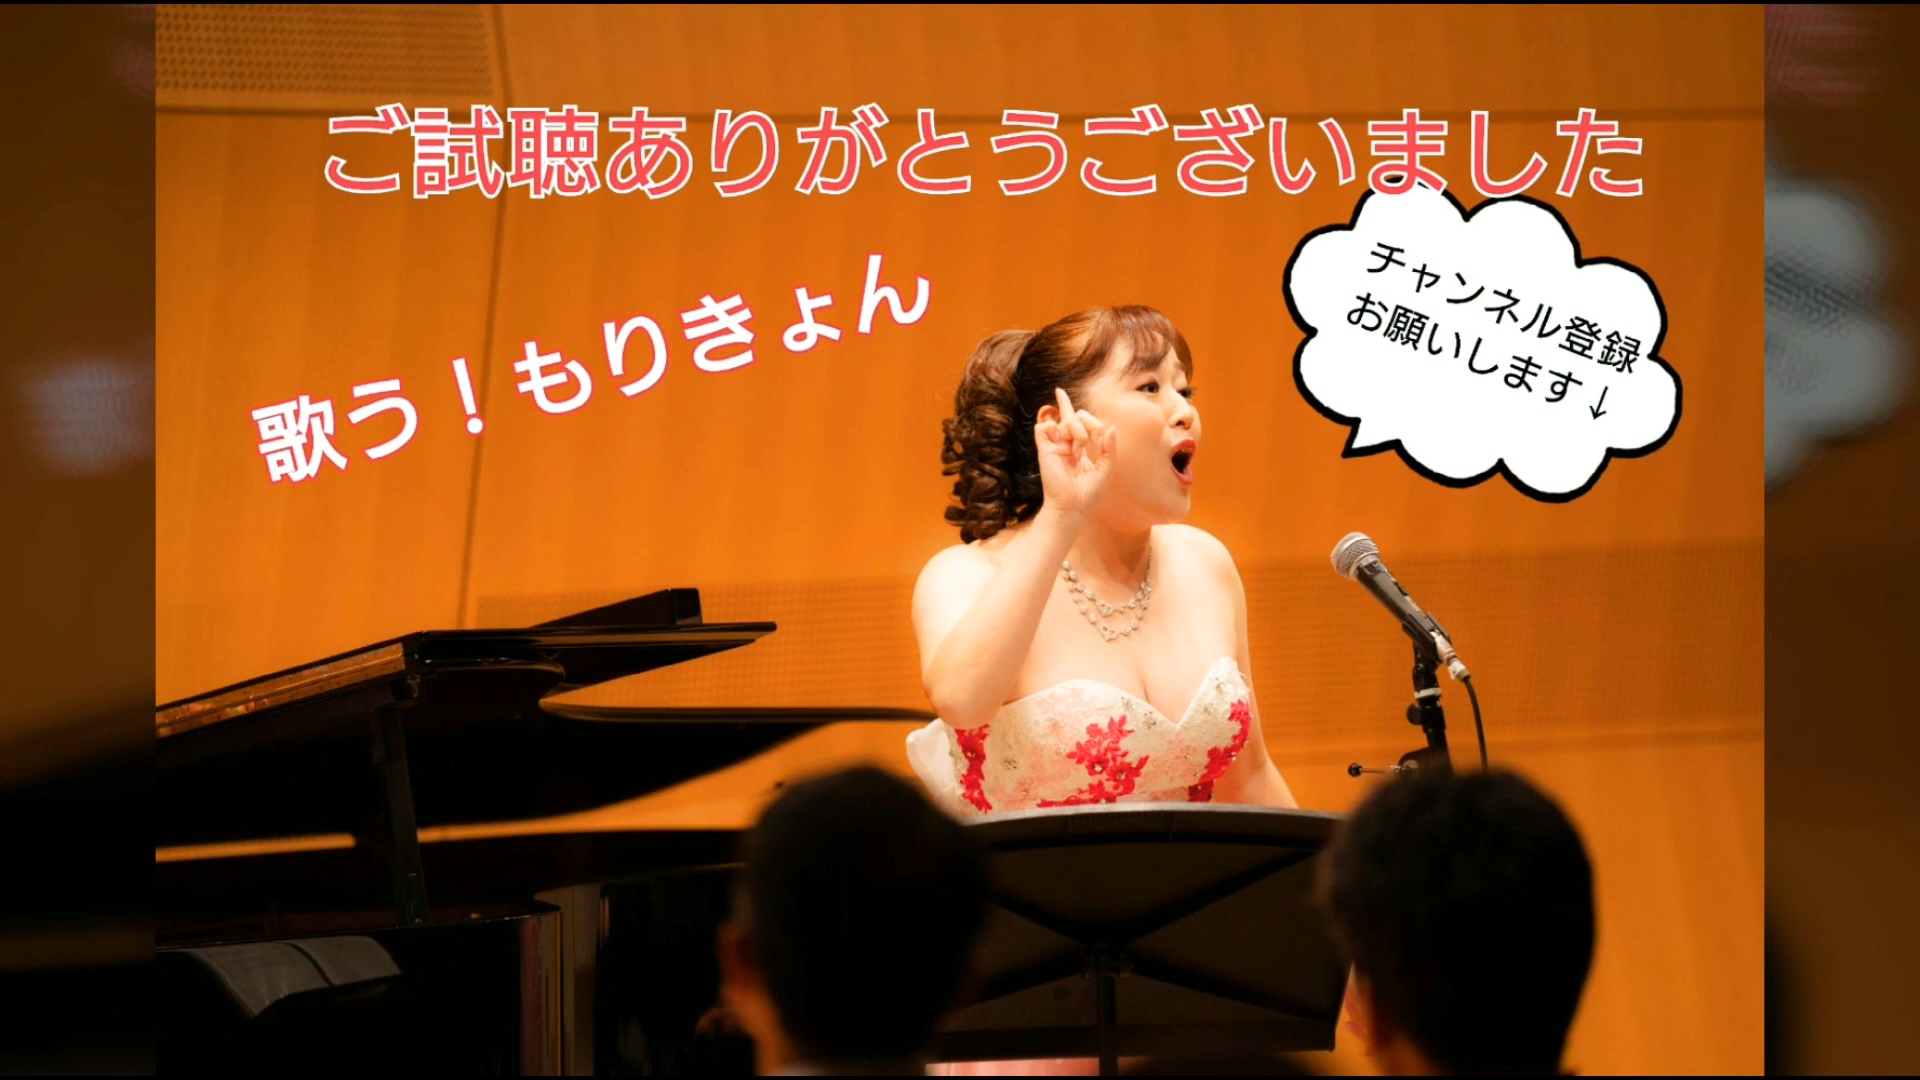 ご試聴ありがとうございました
歌う！もりきょん
チャンネル登録
お願いします↓